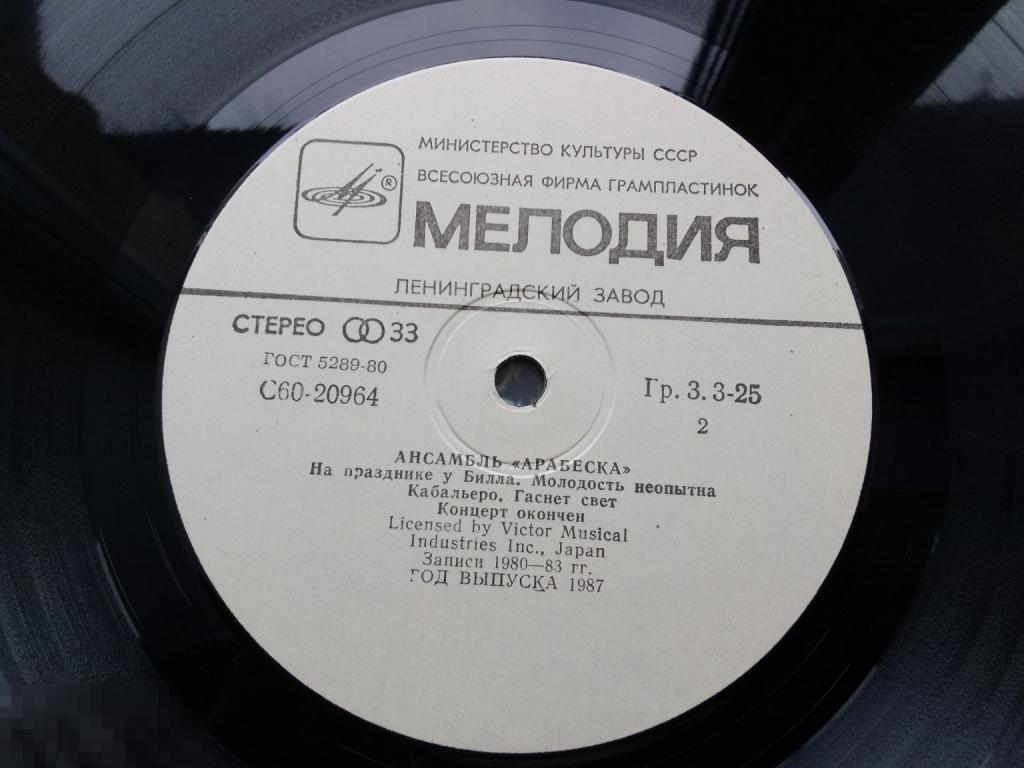 МИНИСТЕРСТВО КУЛЬТУРЫ СССР
ВСЕСОЮЗНАЯ ФИРМА ГРАМПЛАСТИНОК
®
МЕЛОДИЯ
ЛЕНИНГРАДСКИЙ ЗАВОД
СТЕРЕО 33
ГОСТ 5289-80
С60-20964
Гр. 3. 3-25
2
АНСАМБЛЬ «АРАБЕСКА»
На празднике у Билла. Молодость неопытна
Кабальеро. Гаснет свет
Концерт окончен
Licensed by Victor Musical
Industries Inc., Japan
Записи 1980—83 гг.
ГОД ВЫПУСКА 1987